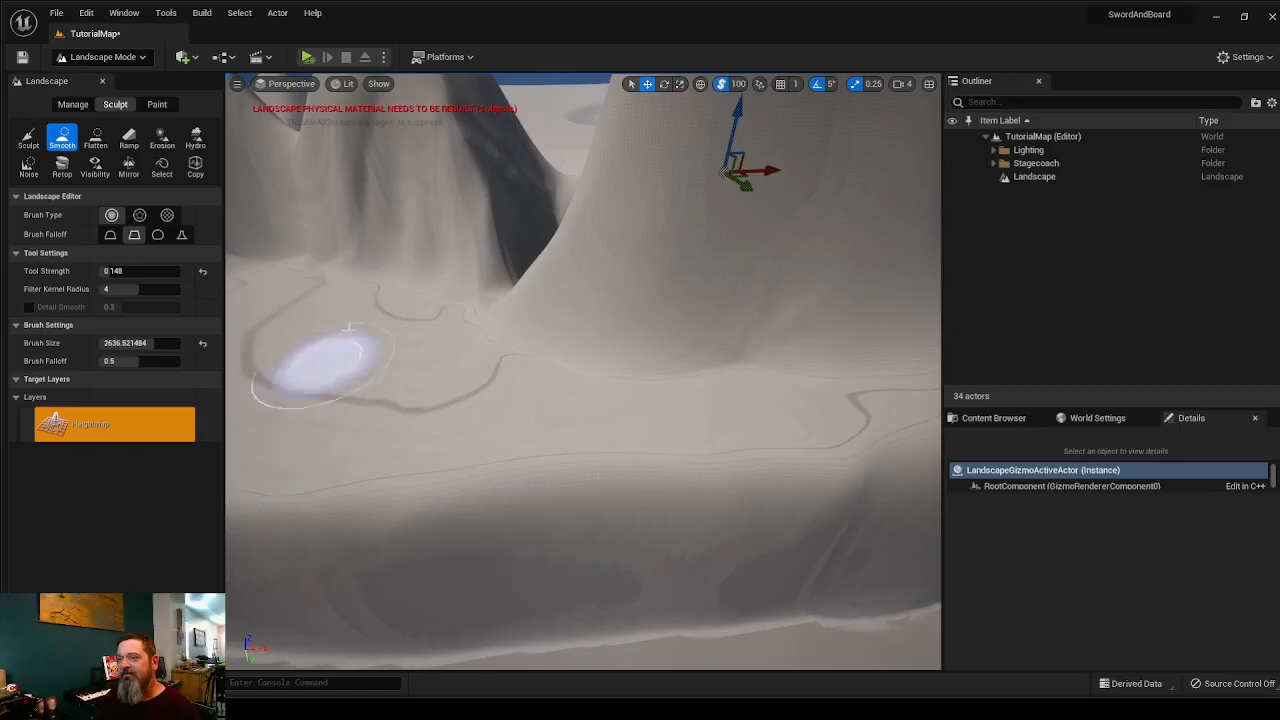 File Edit Window Tools Build Select Actor Help
SwordAndBoard
TutorialMap*
Landscape Mode
Platforms
Settings
Landscape
Manage Sculpt Paint
Sculpt Smooth Flatten Ramp Erosion Hydro
Noise Retop Visibility Mirror Select Copy
Landscape Editor
Brush Type
Brush Falloff
Tool Settings
Tool Strength 0.148
Filter Kernel Radius 4
Detail Smooth 0.3
Brush Settings
Brush Size 2636.521484
Brush Falloff 0.5
Target Layers
Layers
Heightmap
Perspective Lit Show
100 1 5° 0.25 4
LANDSCAPE PHYSICAL MATERIAL NEEDS TO BE REBUILT
to suppress
Z
Enter Console Command
Outliner
Search...
Item Label Type
TutorialMap (Editor) World
Lighting Folder
Stagecoach Folder
Landscape Landscape
34 actors
Content Browser World Settings Details
Select an object to view details
LandscapeGizmoActiveActor (Instance)
RootComponent (GizmoRendererComponent0) Edit in C++
Derived Data Source Control Off